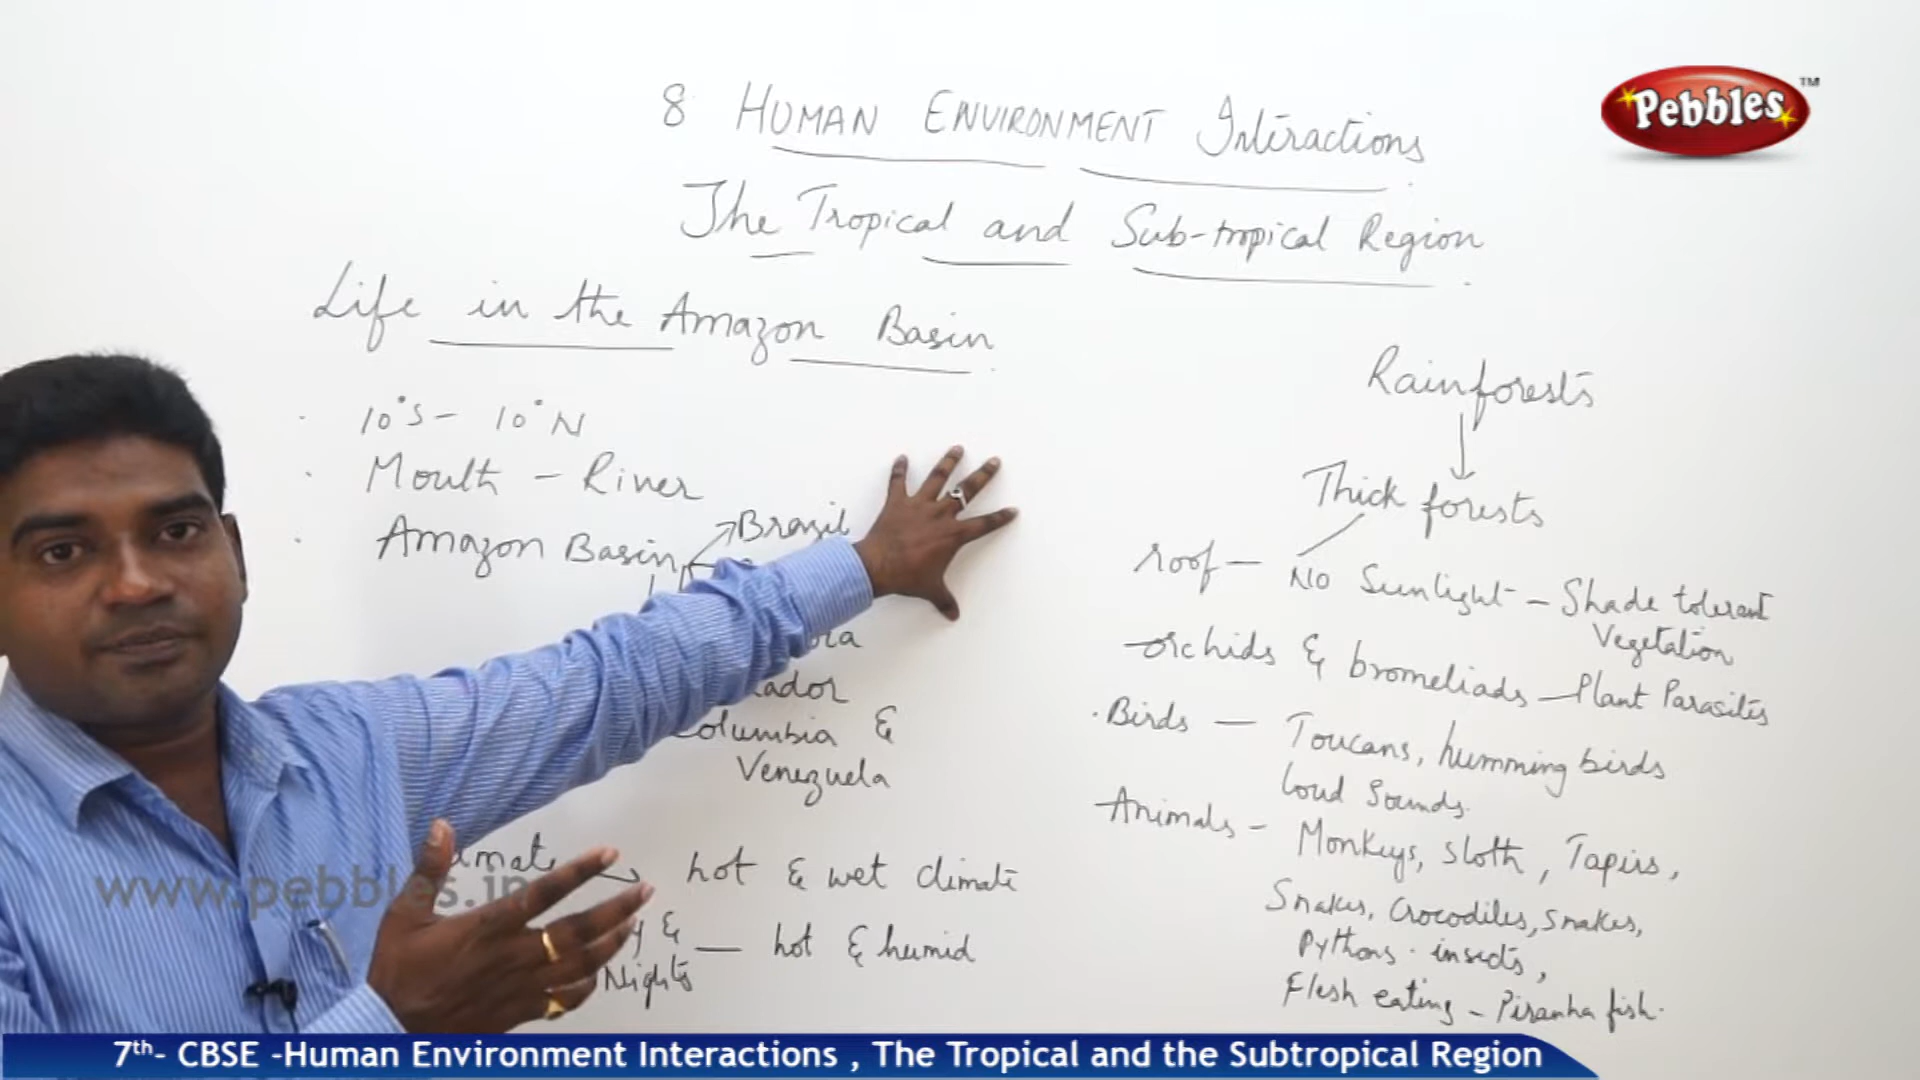 8 HUMAN ENVIRONMENT Interactions
The Tropical and Sub-tropical Region
Life in the Amazon Basin
10°S - 10°N
Mouth - River
Amazon Basin
Brazil
Columbia &
Venezuela
hot & wet climate
& — hot & humid
Nights
Rainforests
Thick forests
roof - No Sunlight - Shade tolerant
Vegetation
orchids & bromeliads - Plant Parasites
Birds - Toucans, humming birds
loud sounds.
Animals - Monkeys, sloth, Tapirs,
Snakes, Crocodiles, Snakes,
Pythons. insects,
Flesh eating - Piranha fish.
Pebbles TM
www.pebbles.in
7th- CBSE -Human Environment Interactions , The Tropical and the Subtropical Region